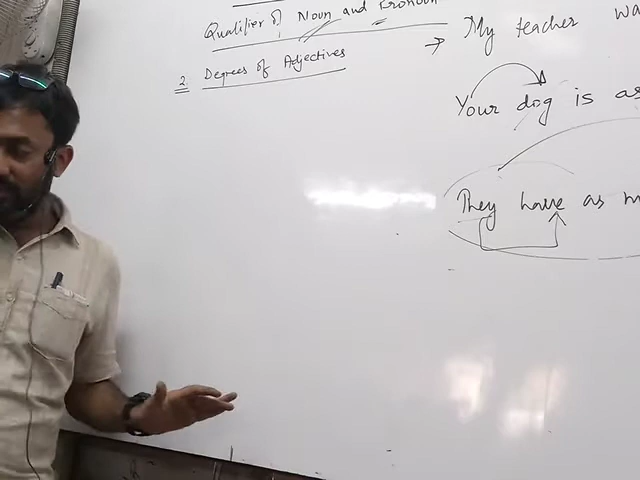 Qualifier of Noun and Pronoun
2. Degrees of Adjectives
→ My teacher wa
Your dog is as
They have as m